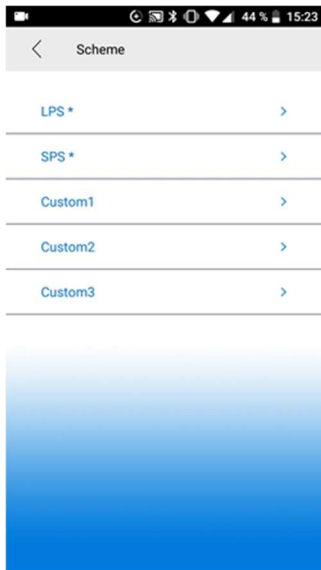 44 % 15:23
Scheme
LPS *
SPS *
Custom1
Custom2
Custom3